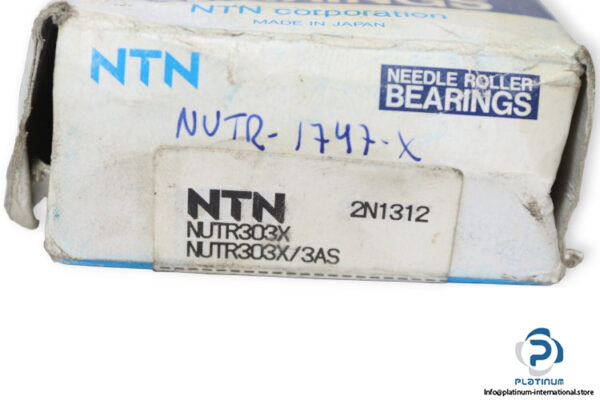 NTN corporation
MADE IN JAPAN
NTN
NEEDLE ROLLER
BEARINGS
NUTR-1747-X
NTN 2N1312
NUTR303X
NUTR303X/3AS
PLATINUM
Info@platinum-international.store